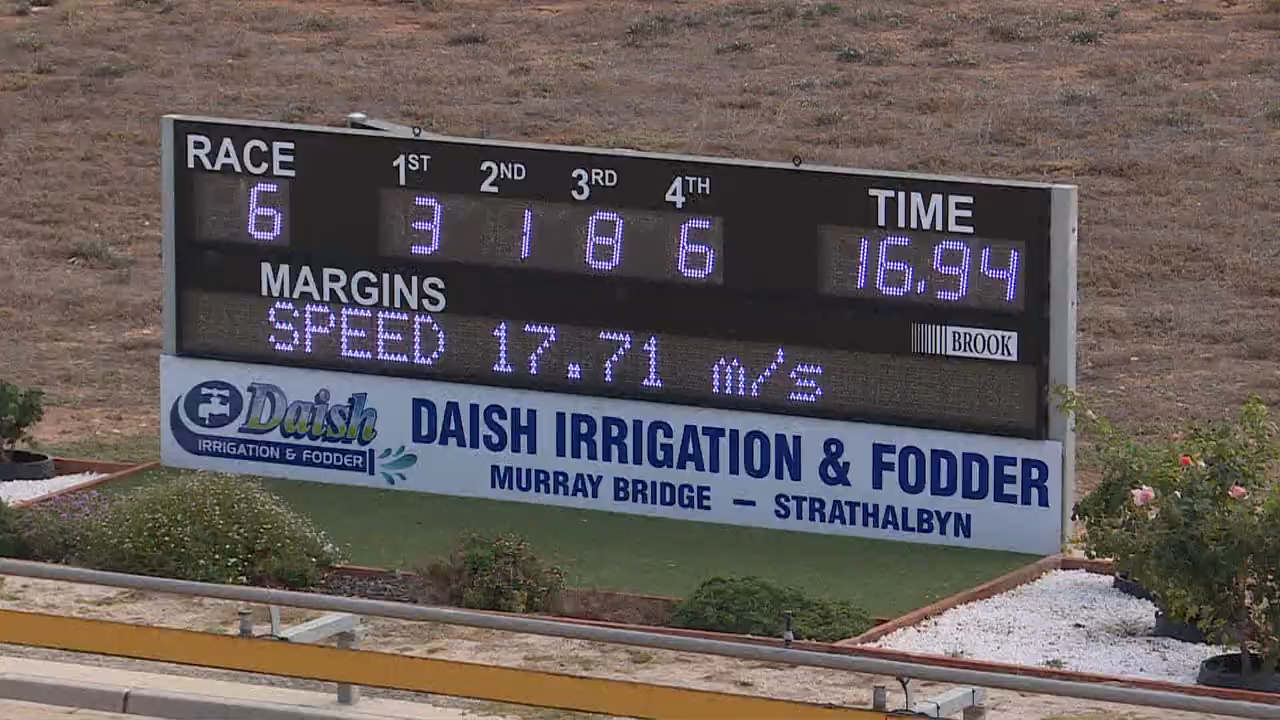 RACE 1ST 2ND 3RD 4TH TIME
6 3 1 8 6 16.94
MARGINS
SPEED 17.71 m/s
BROOK
Daish
IRRIGATION & FODDER
DAISH IRRIGATION & FODDER
MURRAY BRIDGE – STRATHALBYN